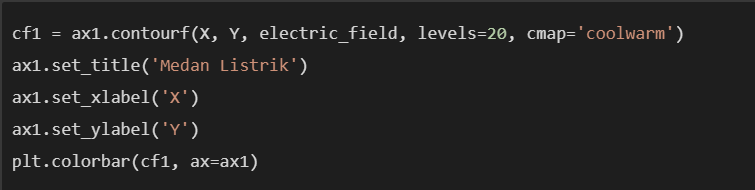 cf1 = ax1.contourf(X, Y, electric_field, levels=20, cmap='coolwarm')
ax1.set_title('Medan Listrik')
ax1.set_xlabel('X')
ax1.set_ylabel('Y')
plt.colorbar(cf1, ax=ax1)